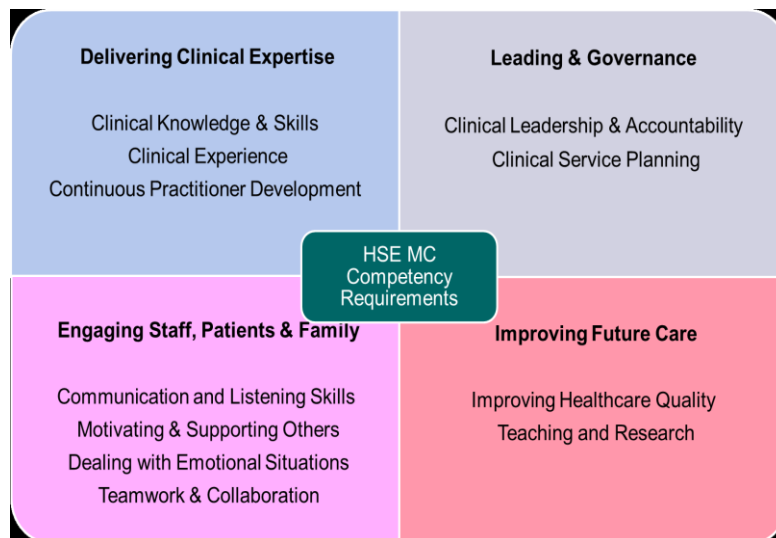 Delivering Clinical Expertise
Clinical Knowledge & Skills
Clinical Experience
Continuous Practitioner Development
Leading & Governance
Clinical Leadership & Accountability
Clinical Service Planning
HSE MC
Competency
Requirements
Engaging Staff, Patients & Family
Communication and Listening Skills
Motivating & Supporting Others
Dealing with Emotional Situations
Teamwork & Collaboration
Improving Future Care
Improving Healthcare Quality
Teaching and Research